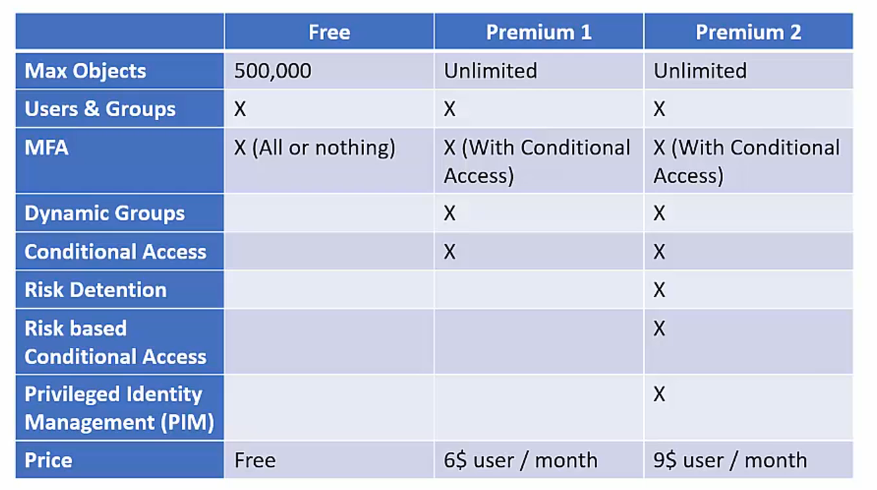 Free Premium 1 Premium 2
Max Objects 500,000 Unlimited Unlimited
Users & Groups X X X
MFA X (All or nothing) X (With Conditional X (With Conditional
Access) Access)
Dynamic Groups X X
Conditional Access X X
Risk Detention X
Risk based X
Conditional Access
Privileged Identity X
Management (PIM)
Price Free 6$ user / month 9$ user / month